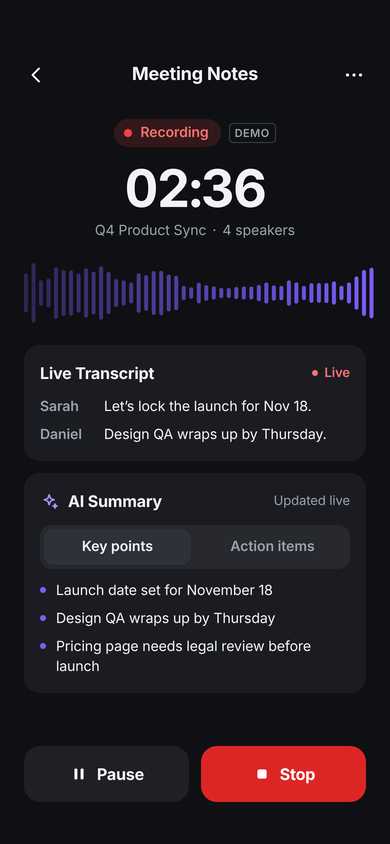 Meeting Notes
Recording DEMO
02:36
Q4 Product Sync · 4 speakers
Live Transcript Live
Sarah Let’s lock the launch for Nov 18.
Daniel Design QA wraps up by Thursday.
AI Summary Updated live
Key points Action items
Launch date set for November 18
Design QA wraps up by Thursday
Pricing page needs legal review before
launch
Pause Stop